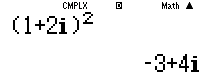 CMPLX D Math ▲
(1+2i)²
-3+4i